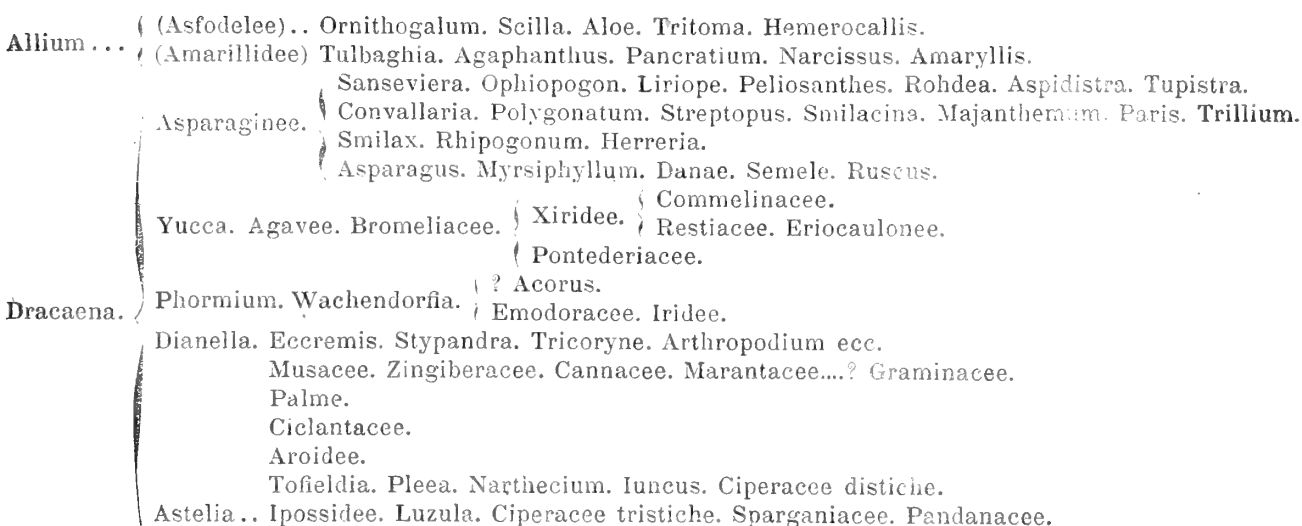 (Asfodelee).. Ornithogalum. Scilla. Aloe. Tritoma. Hemerocallis.
Allium...
(Amarillidee) Tulbaghia. Agaphanthus. Pancratium. Narcissus. Amaryllis.
Sanseviera. Ophiopogon. Liriope. Peliosanthes. Rohdea. Aspidistra. Tupistra.
Convallaria. Polygonatum. Streptopus. Smilacina. Majanthemum. Paris. Trillium.
Asparaginee.
Smilax. Rhipogonum. Herreria.
Asparagus. Myrsiphyllum. Danae. Semele. Ruscus.
Commelinacee.
Yucca. Agavee. Bromeliacee. Xiridee.
Restiacee. Eriocaulonee.
Pontederiacee.
? Acorus.
Dracaena. Phormium. Wachendorfia.
Emodoracee. Iridee.
Dianella. Eccremis. Stypandra. Tricoryne. Arthropodium ecc.
Musacee. Zingiberacee. Cannacee. Marantacee....? Graminacee.
Palme.
Ciclantacee.
Aroidee.
Tofieldia. Pleea. Narthecium. Iuncus. Ciperacee distiche.
Astelia.. Ipossidee. Luzula. Ciperacee tristiche. Sparganiacee. Pandanacee.